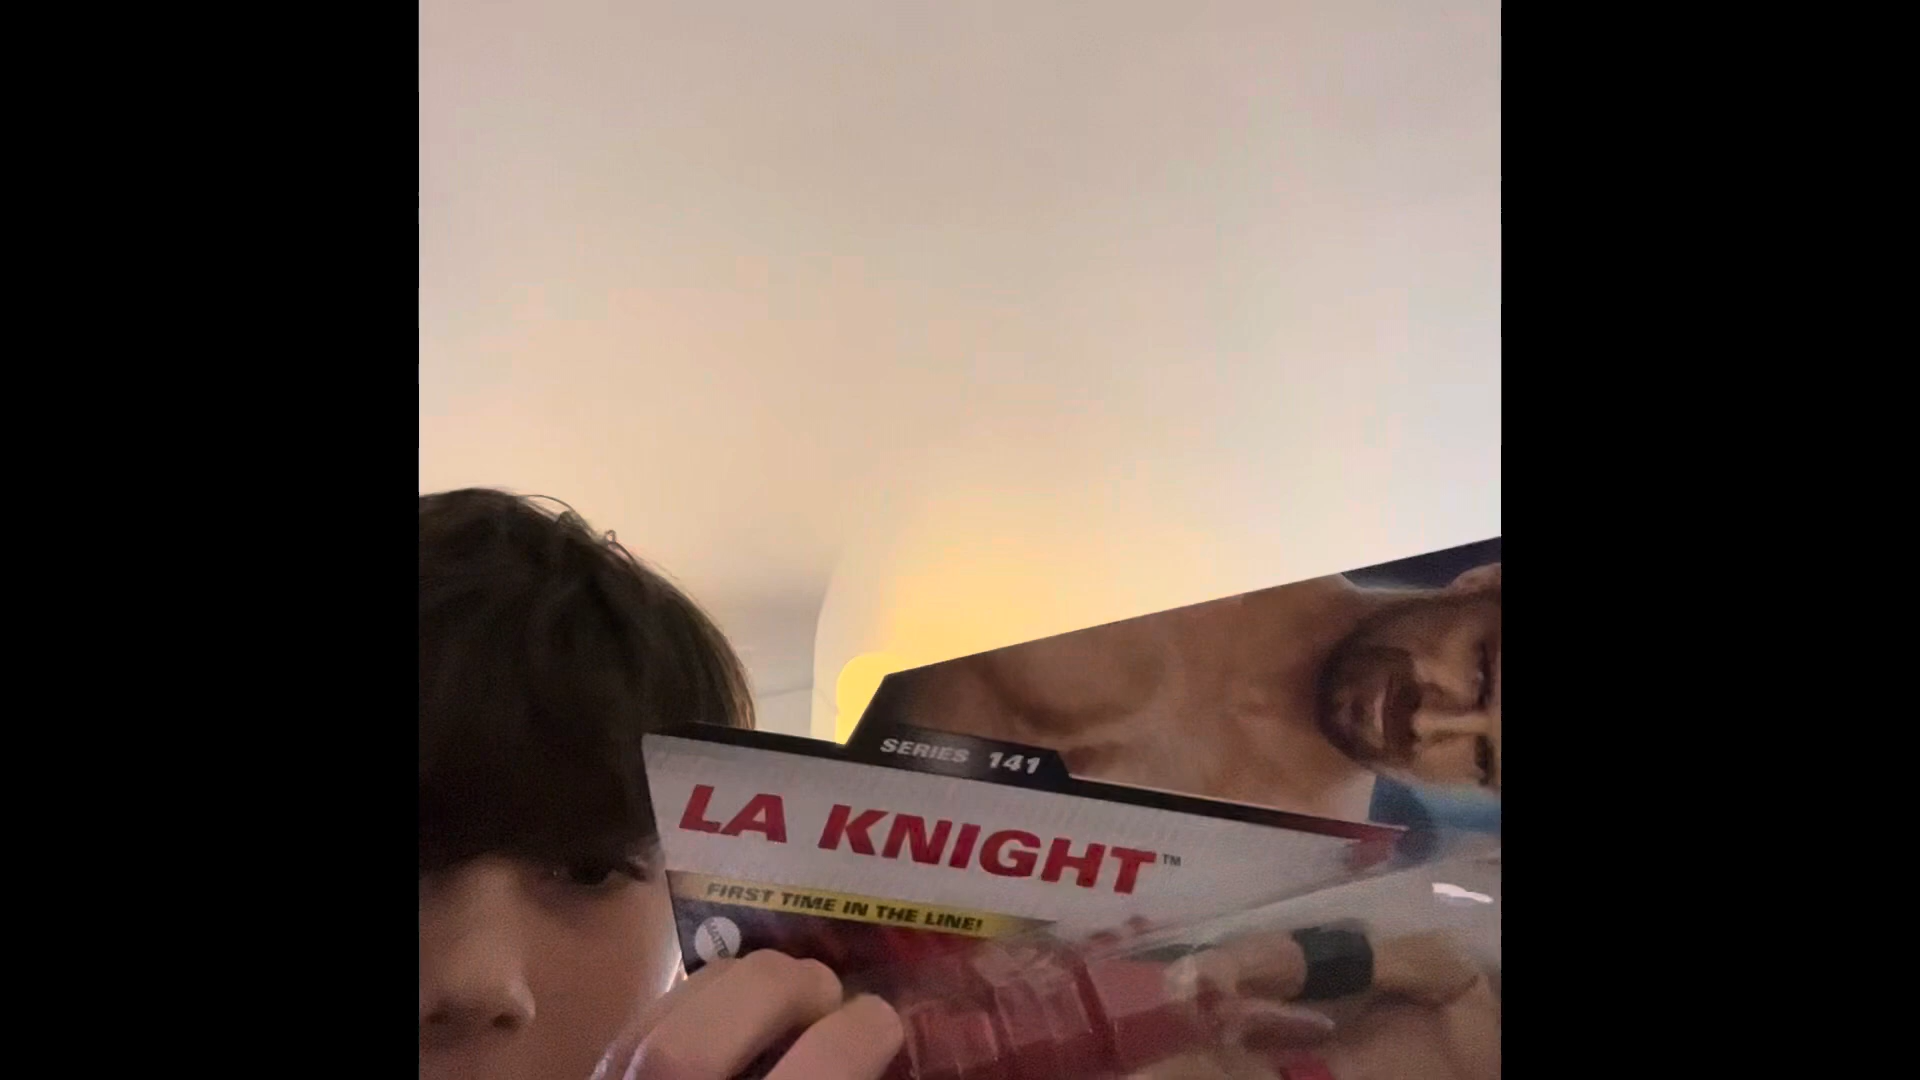 SERIES 141
LA KNIGHT™
FIRST TIME IN THE LINE!